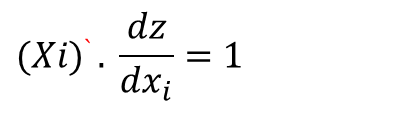 (Xi)` . dz/dx_i = 1